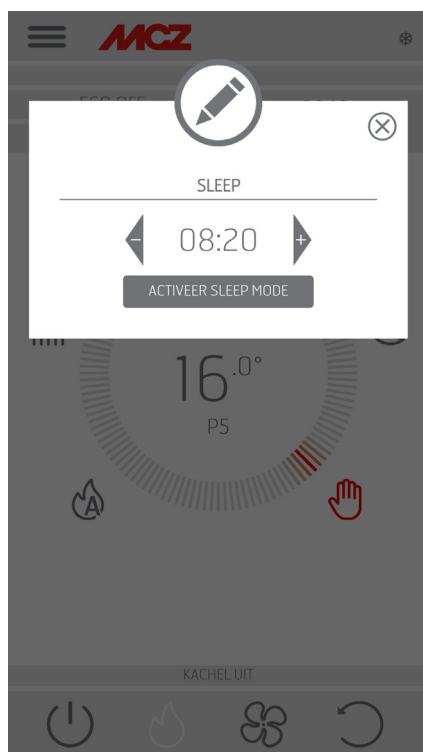 MCZ
SLEEP
- 08:20 +
ACTIVEER SLEEP MODE
16.0°
P5
A
KACHEL UIT